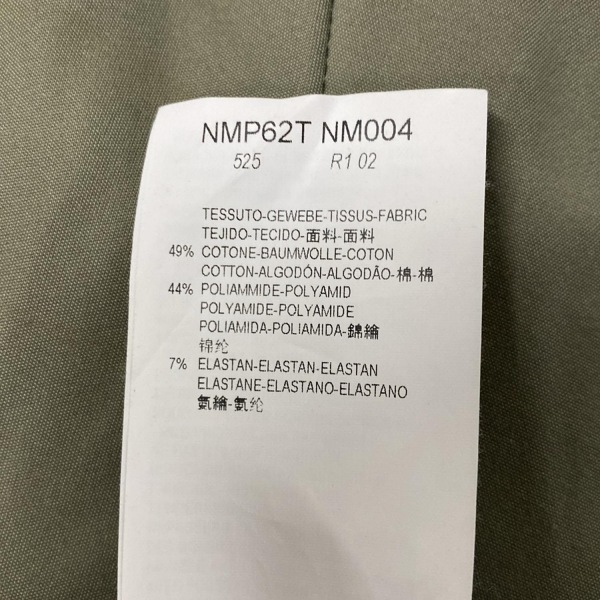 NMP62T NM004
525 R1 02
TESSUTO-GEWEBE-TISSUS-FABRIC
TEJIDO-TECIDO-面料-面料
49% COTONE-BAUMWOLLE-COTON
COTTON-ALGODÓN-ALGODÃO-棉-棉
44% POLIAMMIDE-POLYAMID
POLYAMIDE-POLYAMIDE
POLIAMIDA-POLIAMIDA-錦綸
锦纶
7% ELASTAN-ELASTAN-ELASTAN
ELASTANE-ELASTANO-ELASTANO
氨綸-氨纶